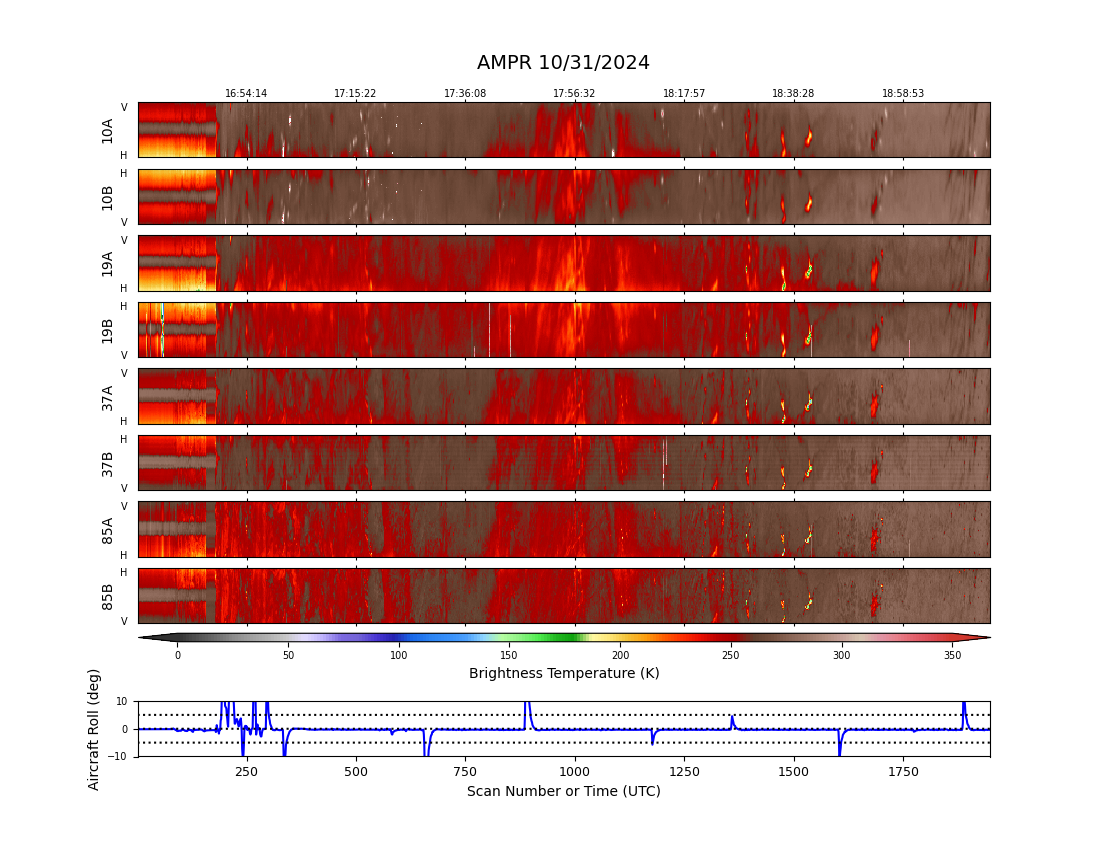 AMPR 10/31/2024
16:54:14 17:15:22 17:36:08 17:56:32 18:17:57 18:38:28 18:58:53
V
10A
H
H
10B
V
V
19A
H
H
19B
V
V
37A
H
H
37B
V
V
85A
H
H
85B
V
0 50 100 150 200 250 300 350
Brightness Temperature (K)
Aircraft Roll (deg)
10
0
−10
250 500 750 1000 1250 1500 1750
Scan Number or Time (UTC)